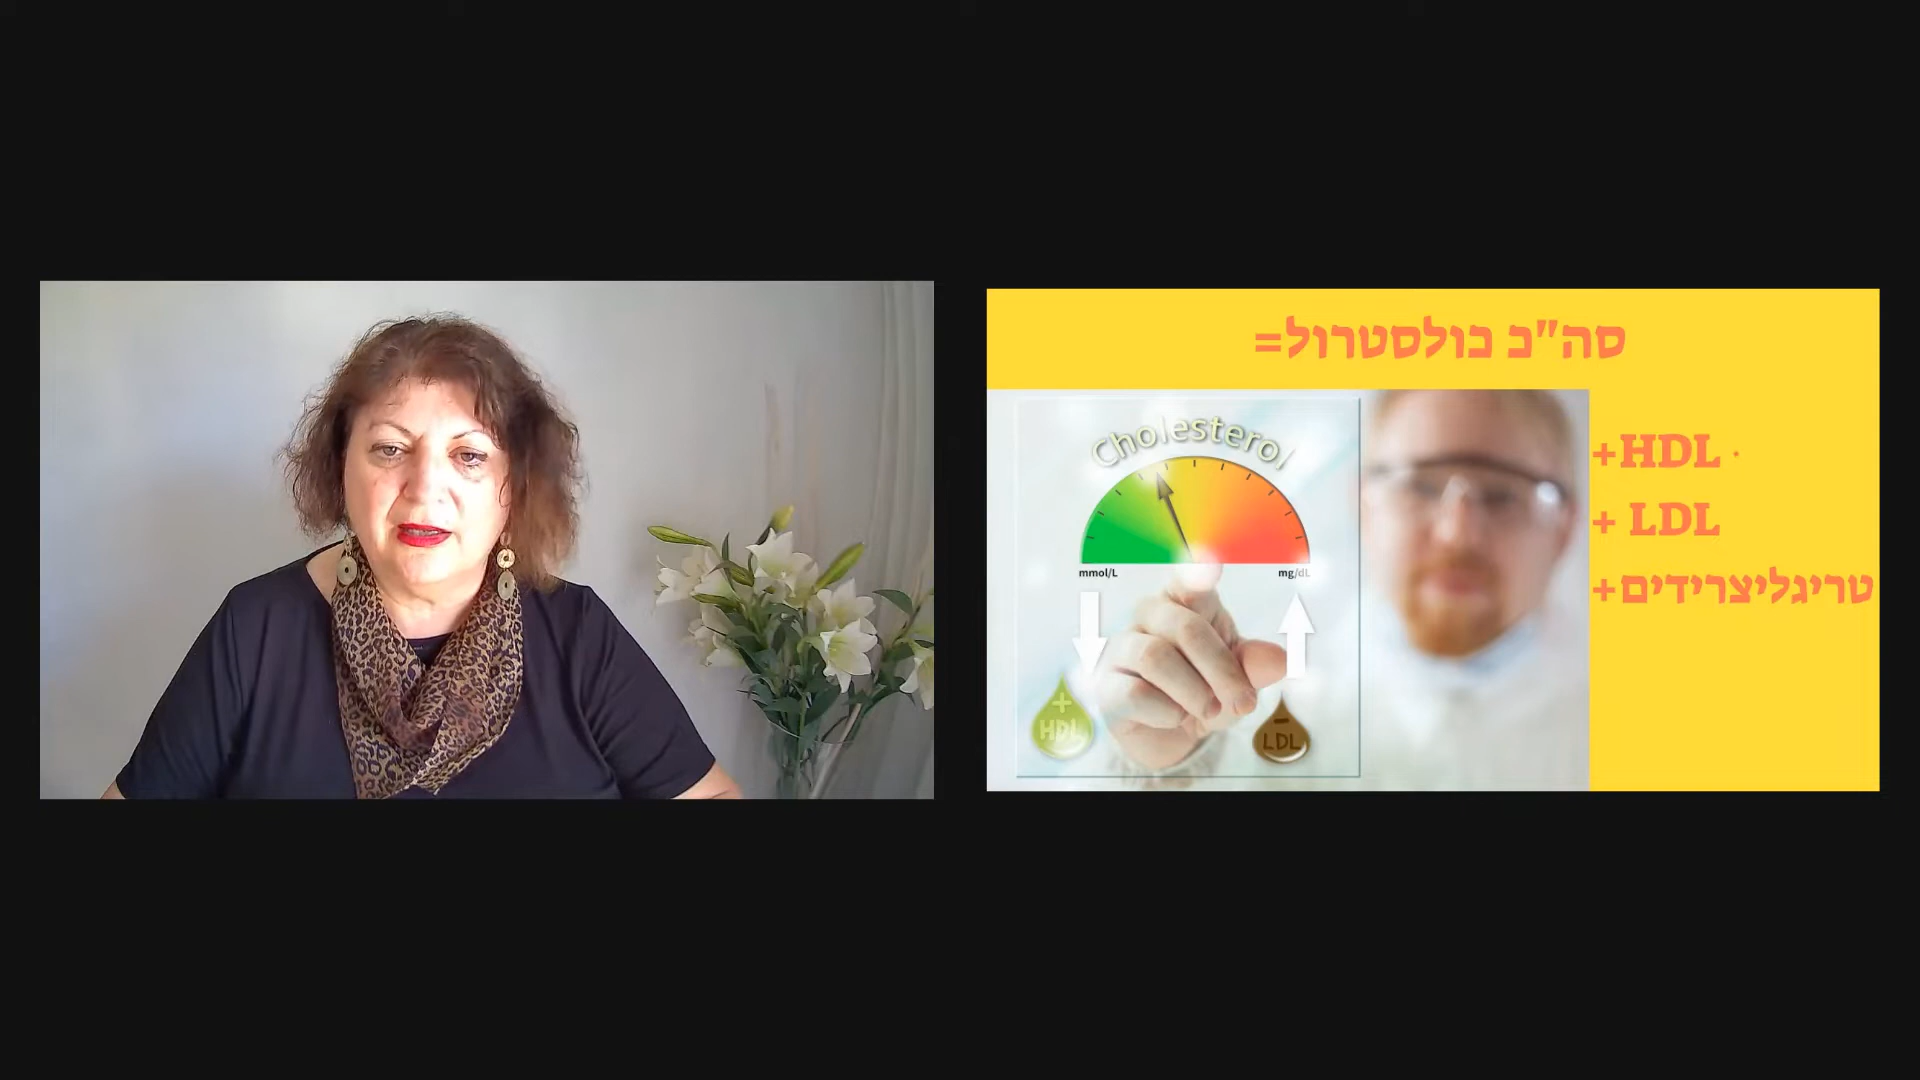 סה"כ כולסטרול=
Cholesterol
mmol/L mg/dL
+
HDL
-
LDL
+HDL ·
+ LDL
טריגליצרידים+